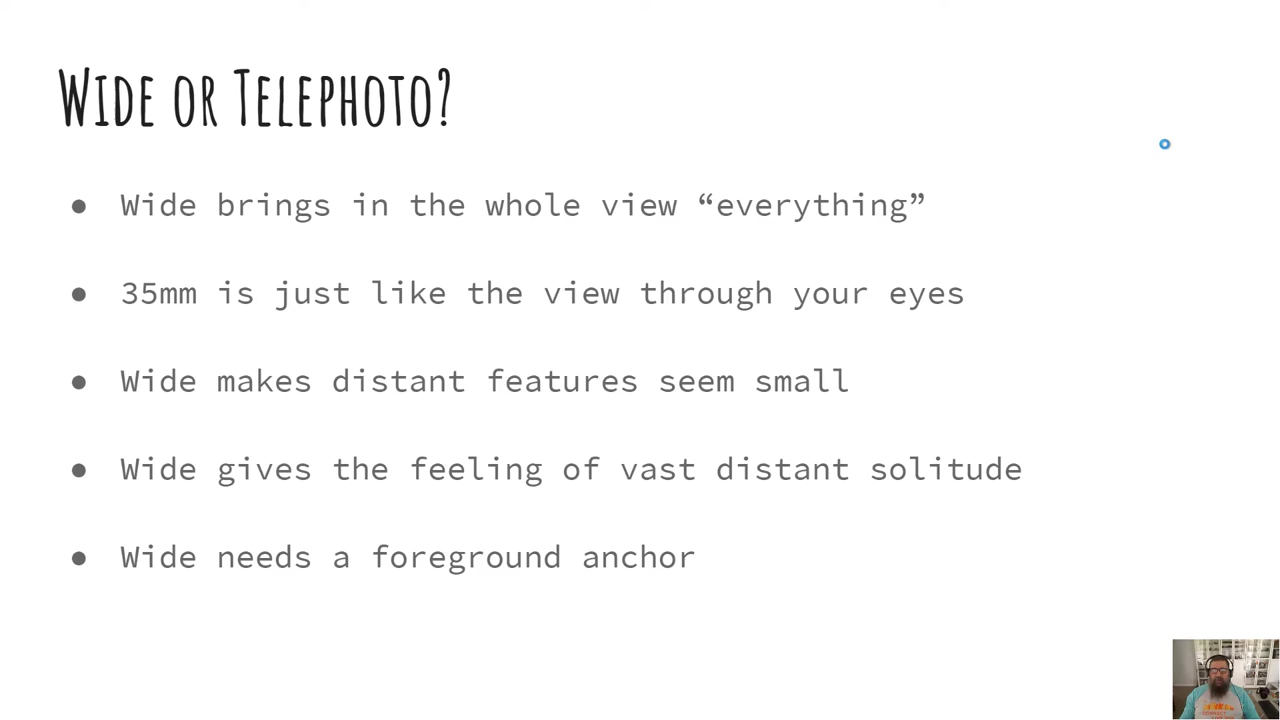 Wide or Telephoto?
Wide brings in the whole view “everything”
35mm is just like the view through your eyes
Wide makes distant features seem small
Wide gives the feeling of vast distant solitude
Wide needs a foreground anchor